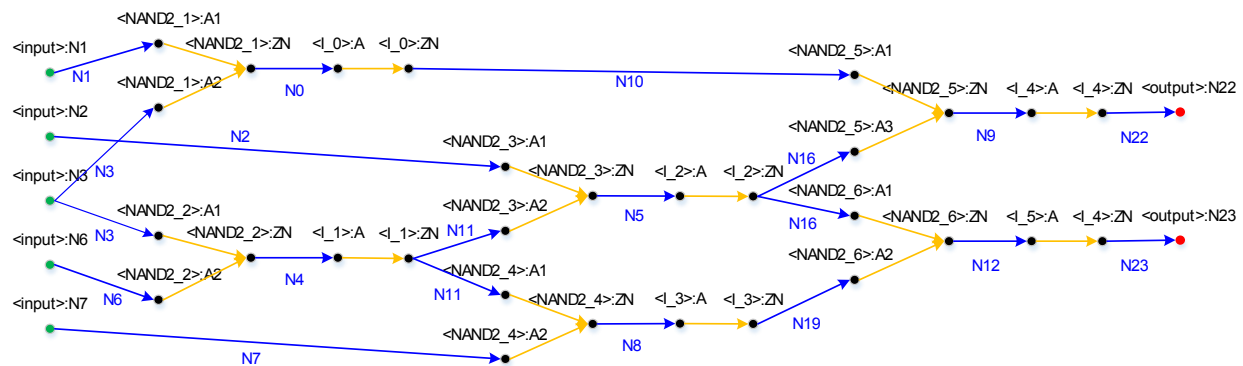 <NAND2_1>:A1
<input>:N1
<NAND2_1>:ZN
<I_0>:A
<I_0>:ZN
<NAND2_5>:A1
N1
<NAND2_1>:A2
N0
N10
<NAND2_5>:ZN
<I_4>:A
<I_4>:ZN
<output>:N22
<input>:N2
N2
<NAND2_3>:A1
<NAND2_5>:A3
N9
N22
N3
<input>:N3
<NAND2_3>:ZN
<I_2>:A
<I_2>:ZN
N16
<NAND2_6>:A1
<NAND2_2>:A1
<NAND2_3>:A2
N5
N16
N3
<NAND2_2>:ZN
<I_1>:A
<I_1>:ZN
N11
<NAND2_6>:ZN
<I_5>:A
<I_4>:ZN
<output>:N23
<input>:N6
<NAND2_2>:A2
N4
<NAND2_4>:A1
<NAND2_6>:A2
N12
N23
N6
N11
<input>:N7
<NAND2_4>:ZN
<I_3>:A
<I_3>:ZN
N19
<NAND2_4>:A2
N8
N7